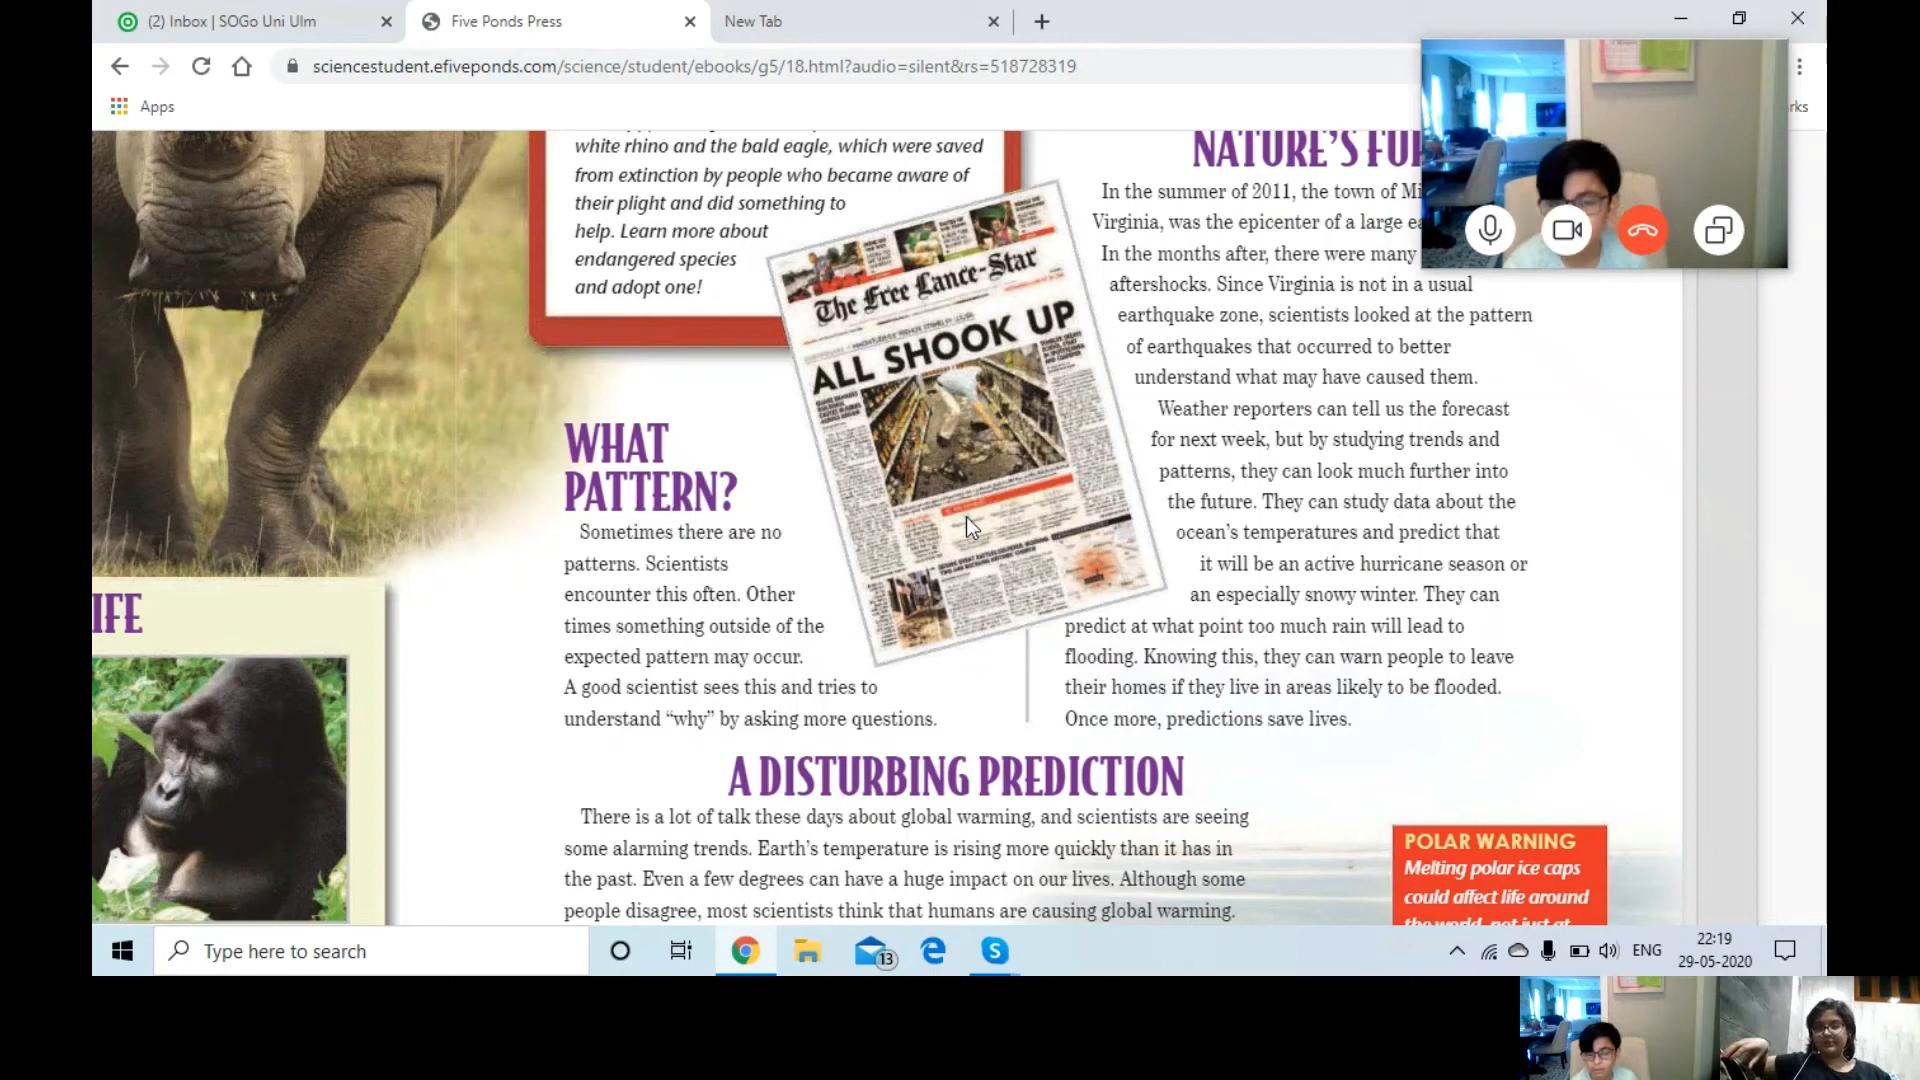 (2) Inbox | SOGo Uni Ulm
Five Ponds Press
New Tab
sciencestudent.efiveponds.com/science/student/ebooks/g5/18.html?audio=silent&rs=518728319
Apps
rks
white rhino and the bald eagle, which were saved
from extinction by people who became aware of
their plight and did something to
help. Learn more about
endangered species
and adopt one!
The Free Lance-Star
ALL SHOOK UP
WHAT
PATTERN?
Sometimes there are no
patterns. Scientists
encounter this often. Other
times something outside of the
expected pattern may occur.
A good scientist sees this and tries to
understand “why” by asking more questions.
NATURE’S FU
In the summer of 2011, the town of Mi
Virginia, was the epicenter of a large ea
In the months after, there were many
aftershocks. Since Virginia is not in a usual
earthquake zone, scientists looked at the pattern
of earthquakes that occurred to better
understand what may have caused them.
Weather reporters can tell us the forecast
for next week, but by studying trends and
patterns, they can look much further into
the future. They can study data about the
ocean’s temperatures and predict that
it will be an active hurricane season or
an especially snowy winter. They can
predict at what point too much rain will lead to
flooding. Knowing this, they can warn people to leave
their homes if they live in areas likely to be flooded.
Once more, predictions save lives.
IFE
A DISTURBING PREDICTION
There is a lot of talk these days about global warming, and scientists are seeing
some alarming trends. Earth’s temperature is rising more quickly than it has in
the past. Even a few degrees can have a huge impact on our lives. Although some
people disagree, most scientists think that humans are causing global warming.
POLAR WARNING
Melting polar ice caps
could affect life around
the world, not just at
Type here to search
13
ENG
22:19
29-05-2020